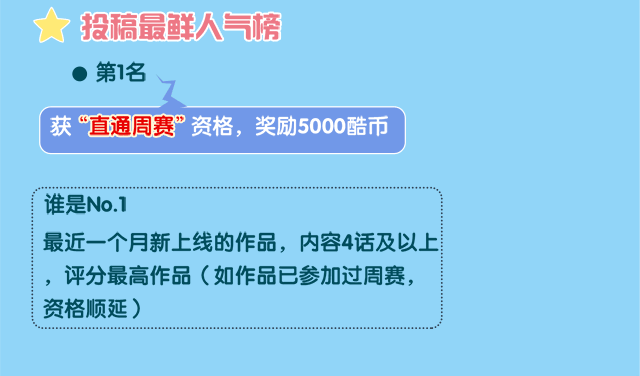 投稿最鲜人气榜
● 第1名
获“直通周赛”资格，奖励5000酷币
谁是No.1
最近一个月新上线的作品，内容4话及以上
，评分最高作品（如作品已参加过周赛，
资格顺延）